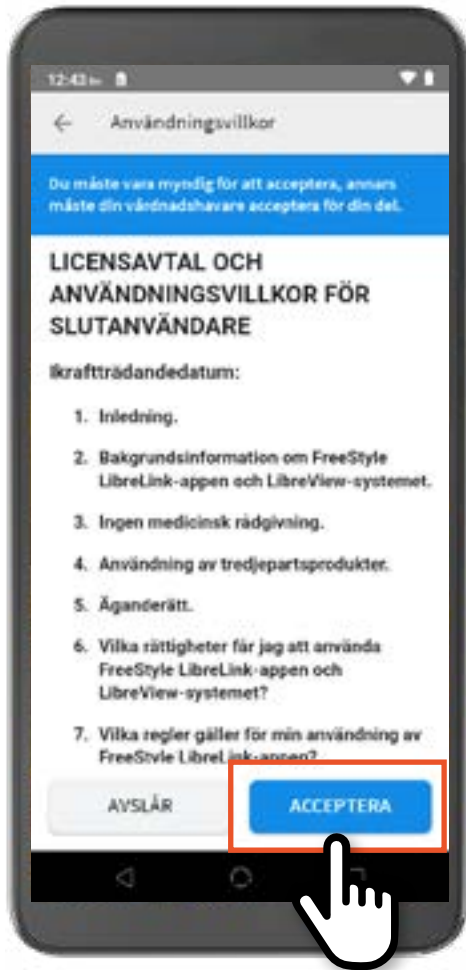 12:43
Användningsvillkor
Du måste vara myndig för att acceptera, annars
måste din vårdnadshavare acceptera för din del.
LICENSAVTAL OCH
ANVÄNDNINGSVILLKOR FÖR
SLUTANVÄNDARE
Ikraftträdandedatum:
1. Inledning.
2. Bakgrundsinformation om FreeStyle
LibreLink-appen och LibreView-systemet.
3. Ingen medicinsk rådgivning.
4. Användning av tredjepartsprodukter.
5. Äganderätt.
6. Vilka rättigheter får jag att använda
FreeStyle LibreLink-appen och
LibreView-systemet?
7. Vilka regler gäller för min användning av
FreeStyle LibreLink-appen?
AVSLÅR
ACCEPTERA